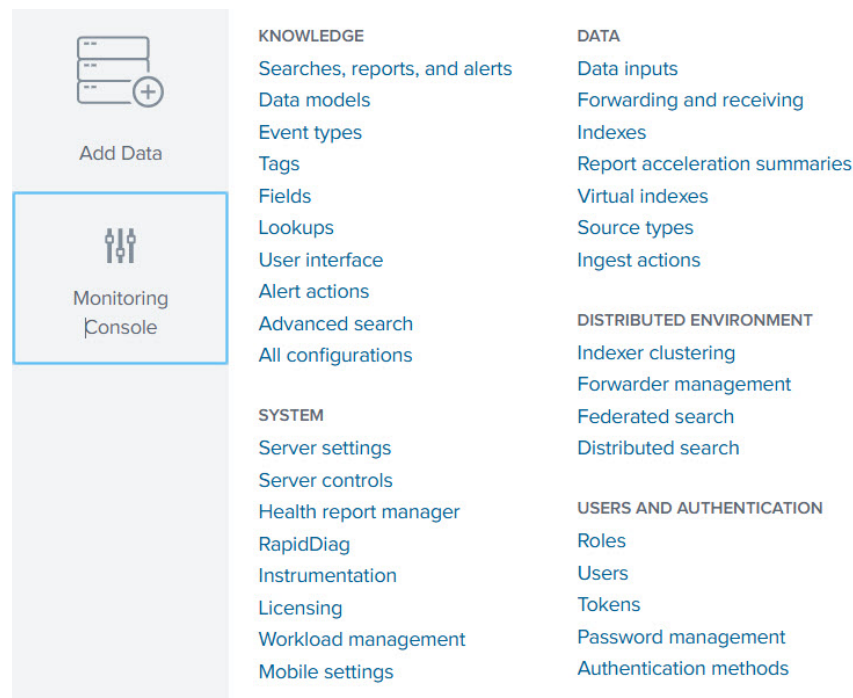 Add Data
Monitoring
Console
KNOWLEDGE
Searches, reports, and alerts
Data models
Event types
Tags
Fields
Lookups
User interface
Alert actions
Advanced search
All configurations
SYSTEM
Server settings
Server controls
Health report manager
RapidDiag
Instrumentation
Licensing
Workload management
Mobile settings
DATA
Data inputs
Forwarding and receiving
Indexes
Report acceleration summaries
Virtual indexes
Source types
Ingest actions
DISTRIBUTED ENVIRONMENT
Indexer clustering
Forwarder management
Federated search
Distributed search
USERS AND AUTHENTICATION
Roles
Users
Tokens
Password management
Authentication methods